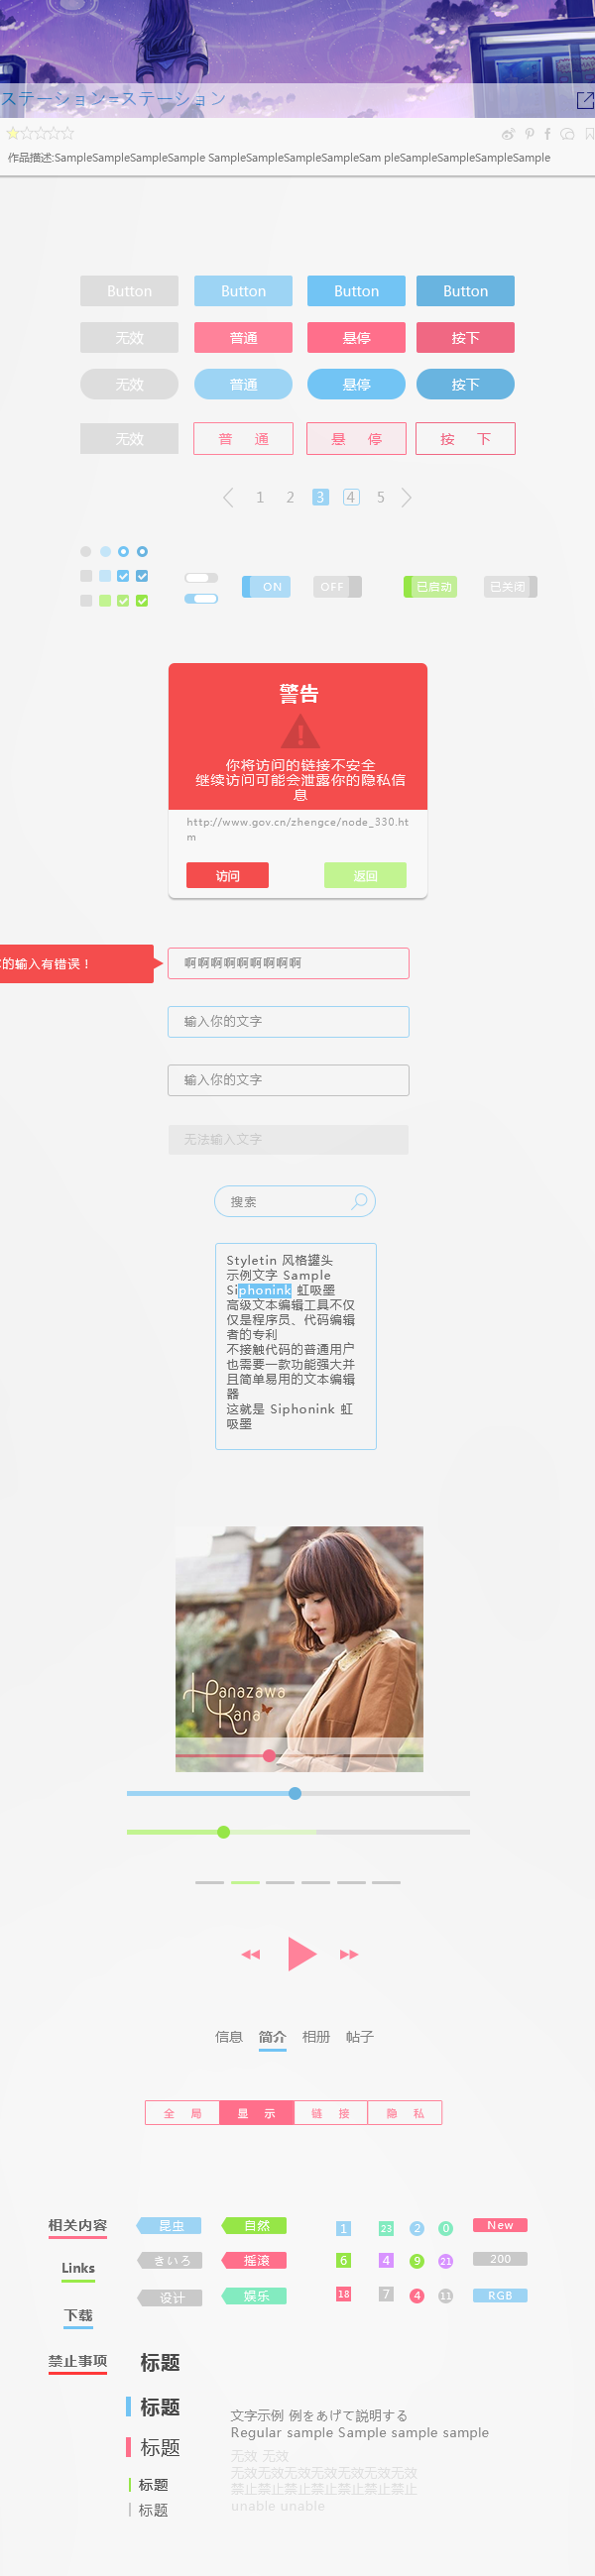 ステーション=ステーション
作品描述:SampleSampleSampleSample SampleSampleSampleSampleSam pleSampleSampleSampleSample
Button Button Button Button
无效 普通 悬停 按下
无效 普通 悬停 按下
无效 普 通 悬 停 按 下
1 2 3 4 5
ON OFF 已启动 已关闭
警告
你将访问的链接不安全
继续访问可能会泄露你的隐私信
息
http://www.gov.cn/zhengce/node_330.ht
m
访问 返回
的输入有错误！
啊啊啊啊啊啊啊啊啊
输入你的文字
输入你的文字
无法输入文字
搜索
Styletin 风格罐头
示例文字 Sample
Siphonink 虹吸墨
高级文本编辑工具不仅
仅是程序员、代码编辑
者的专利
不接触代码的普通用户
也需要一款功能强大并
且简单易用的文本编辑
器
这就是 Siphonink 虹
吸墨
Hanazawa
Kana
信息 简介 相册 帖子
全 局 显 示 链 接 隐 私
相关内容 昆虫 自然 1 23 2 0 New
Links きいろ 摇滚 6 4 9 21 200
下载 设计 娱乐 18 7 4 11 RGB
禁止事项 标题
标题
标题
标题
标题
文字示例 例をあげて説明する
Regular sample Sample sample sample
无效 无效
无效无效无效无效无效无效无效
禁止禁止禁止禁止禁止禁止禁止
unable unable